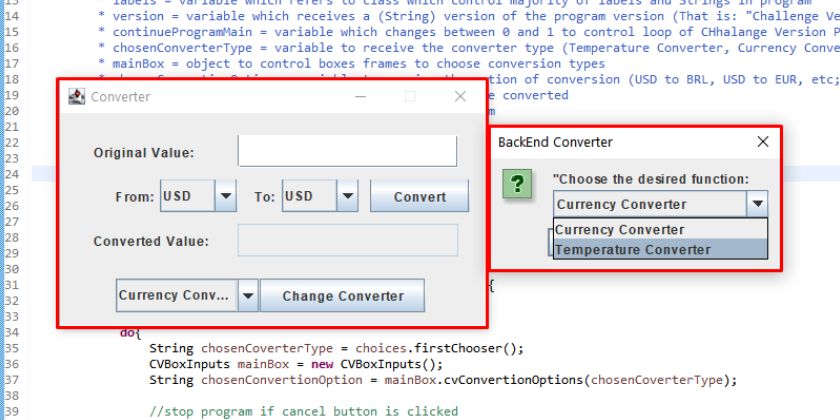 13 * labels = variable which refers to class which control majority of labels and Strings in program
14 * version = variable which receives a (String) version of the program version (That is: "Challenge Ve
15 * continueProgramMain = variable which changes between 0 and 1 to control loop of CHhalange Version P
16 * chosenConverterType = variable to receive the converter type (Temperature Converter, Currency Conve
17 * mainBox = object to control boxes frames to choose conversion types
18 tion of conversion (USD to BRL, USD to EUR, etc;
19 e converted
20 m
21
22
23
24
25
26
27
28
29
30
31 {
32
33
34 do{
35 String chosenCoverterType = choices.firstChooser();
36 CVBoxInputs mainBox = new CVBoxInputs();
37 String chosenConvertionOption = mainBox.cvConvertionOptions(chosenCoverterType);
38
39 //stop program if cancel button is clicked
Converter
Original Value:
From: USD To: USD Convert
Converted Value:
Currency Conv... Change Converter
BackEnd Converter
"Choose the desired function:
Currency Converter
Currency Converter
Temperature Converter